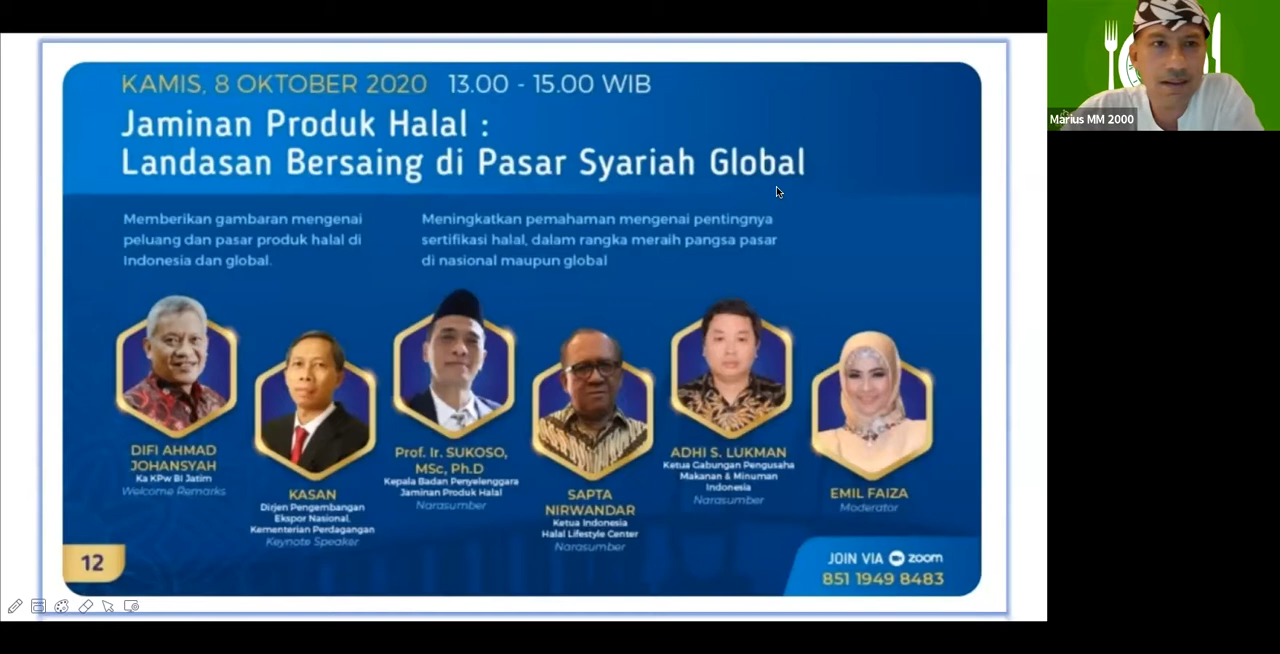 KAMIS, 8 OKTOBER 2020 13.00 - 15.00 WIB
Jaminan Produk Halal :
Landasan Bersaing di Pasar Syariah Global
Memberikan gambaran mengenai
peluang dan pasar produk halal di
Indonesia dan global.
Meningkatkan pemahaman mengenai pentingnya
sertifikasi halal, dalam rangka meraih pangsa pasar
di nasional maupun global
DIFI AHMAD
JOHANSYAH
Ka KPw BI Jatim
Welcome Remarks
KASAN
Dirjen Pengembangan
Ekspor Nasional,
Kementerian Perdagangan
Keynote Speaker
Prof. Ir. SUKOSO,
MSc, Ph.D
Kepala Badan Penyelenggara
Jaminan Produk Halal
Narasumber
SAPTA
NIRWANDAR
Ketua Indonesia
Halal Lifestyle Center
Narasumber
ADHI S. LUKMAN
Ketua Gabungan Pengusaha
Makanan & Minuman
Indonesia
Narasumber
EMIL FAIZA
Moderator
12
JOIN VIA zoom
851 1949 8483
Marius MM 2000